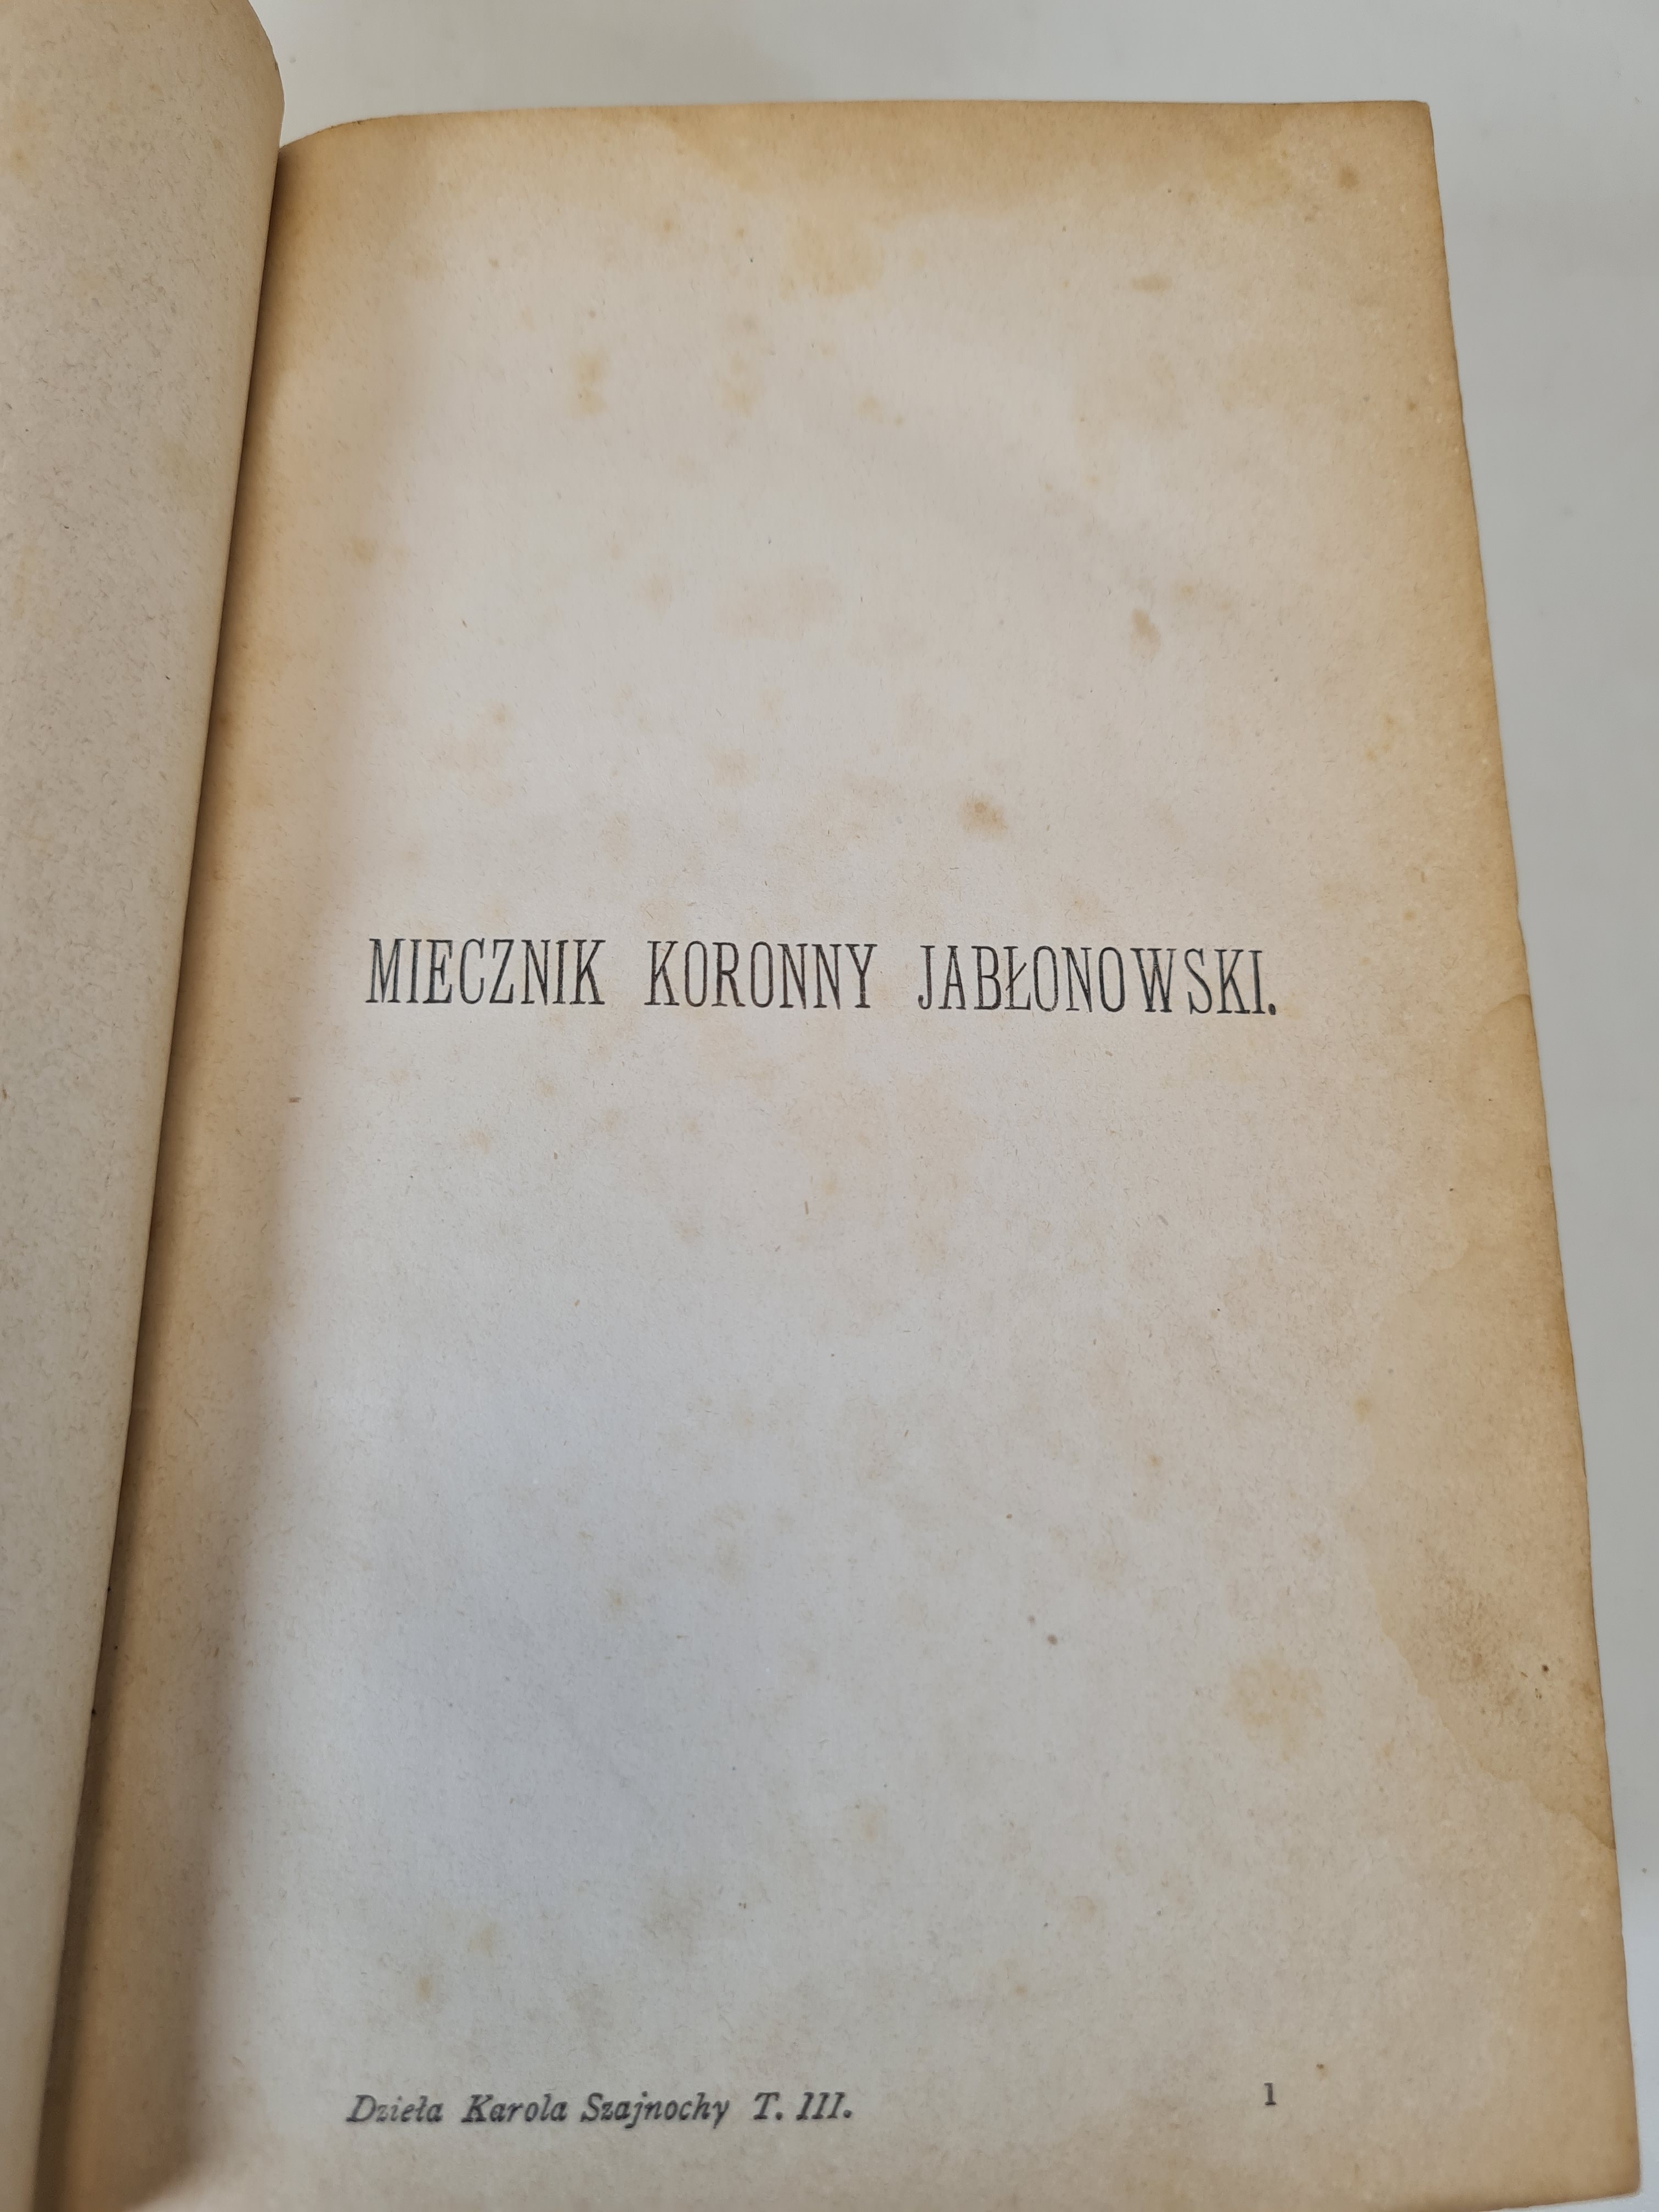 MIECZNIK KORONNY JABŁONOWSKI.
Dzieła Karola Szajnochy T. III. 1